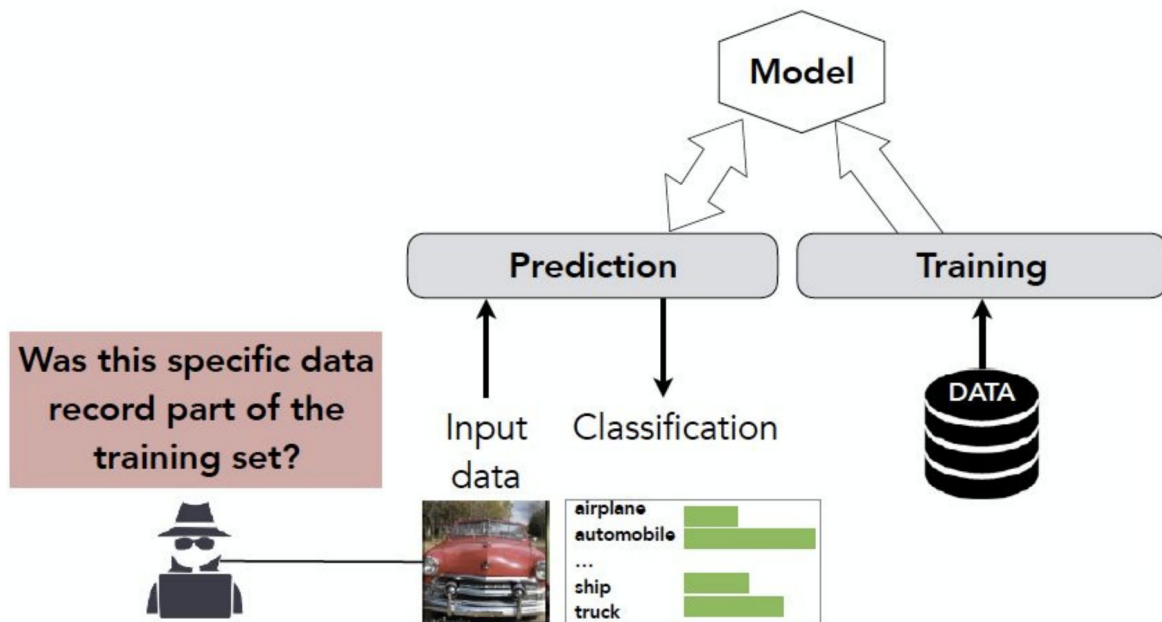 Model
Prediction
Training
Was this specific data
record part of the
training set?
Input
data
Classification
DATA
airplane
automobile
...
ship
truck